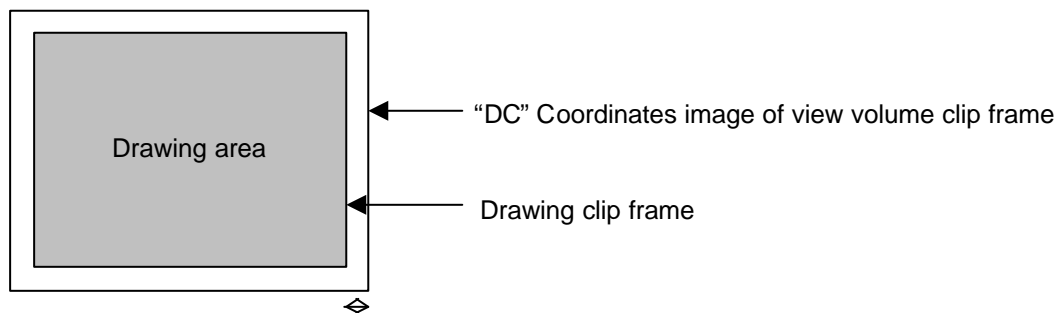 “DC” Coordinates image of view volume clip frame
Drawing area
Drawing clip frame